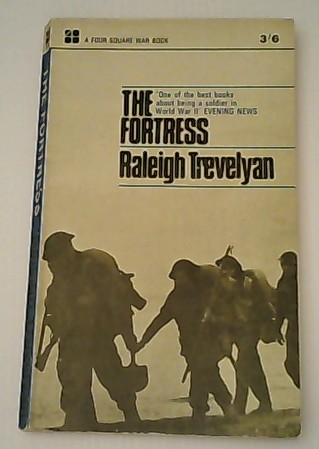 A FOUR SQUARE WAR BOOK
3/6
'One of the best books
about being a soldier in
World War II' EVENING NEWS
THE
FORTRESS
Raleigh Trevelyan
THE FORTRESS